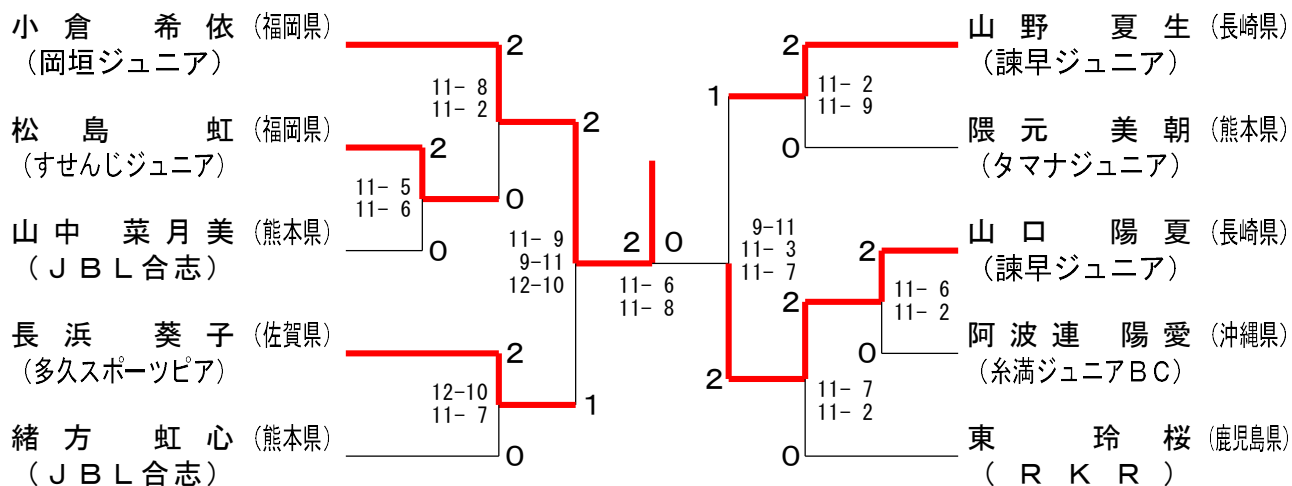 小倉 希依 (福岡県)
(岡垣ジュニア)
2
11- 8
11- 2
松島 虹 (福岡県)
(すせんじジュニア)
2
2
11- 5
11- 6
0
山中 菜月美 (熊本県)
(ＪＢＬ合志)
0
11- 9
9-11
12-10
長浜 葵子 (佐賀県)
(多久スポーツピア)
2
12-10
11- 7
1
緒方 虹心 (熊本県)
(ＪＢＬ合志)
0
2 0
11- 6
11- 8
山野 夏生 (長崎県)
(諫早ジュニア)
2
11- 2
11- 9
1
隈元 美朝 (熊本県)
(タマナジュニア)
0
9-11
11- 3
11- 7
山口 陽夏 (長崎県)
(諫早ジュニア)
2
11- 6
11- 2
2
阿波連 陽愛 (沖縄県)
(糸満ジュニアＢＣ)
0
2
11- 7
11- 2
東 玲桜 (鹿児島県)
(ＲＫＲ)
0